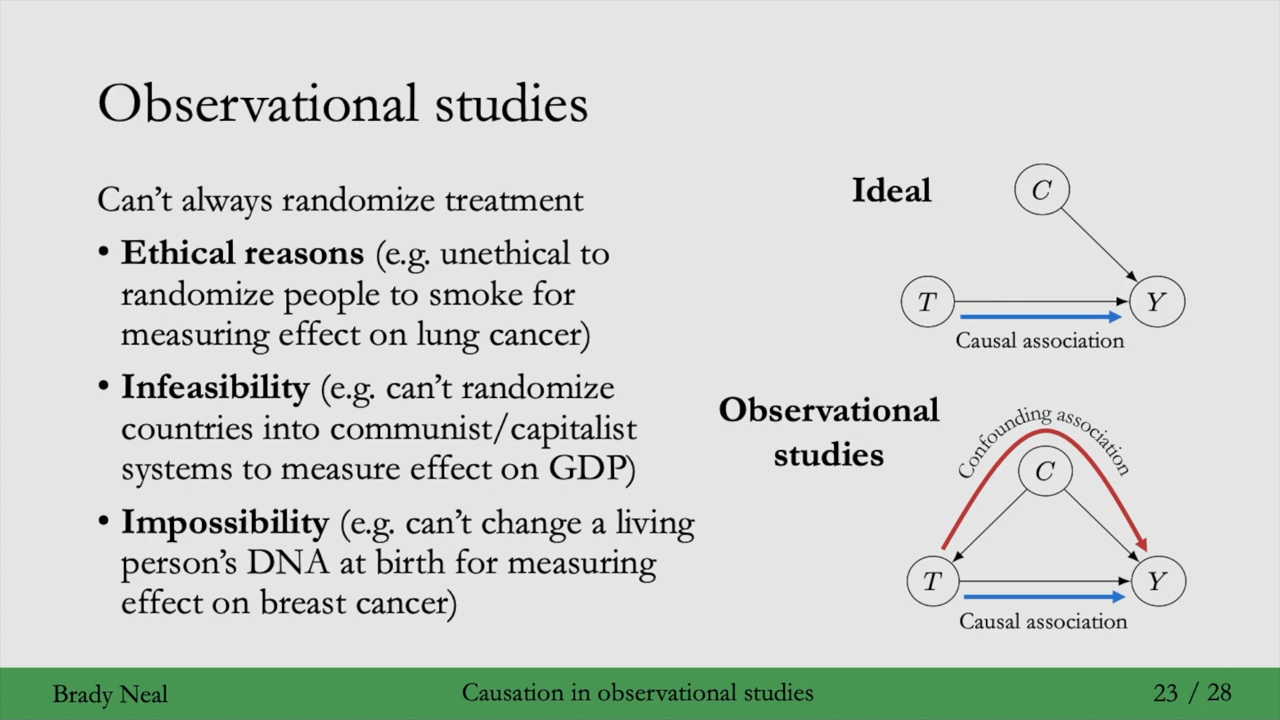 Observational studies
Can't always randomize treatment
• Ethical reasons (e.g. unethical to
randomize people to smoke for
measuring effect on lung cancer)
• Infeasibility (e.g. can't randomize
countries into communist/capitalist
systems to measure effect on GDP)
• Impossibility (e.g. can't change a living
person's DNA at birth for measuring
effect on breast cancer)
Ideal
C
T
Y
Causal association
Observational
studies
Confounding association
C
T
Y
Causal association
Brady Neal
Causation in observational studies
23 / 28